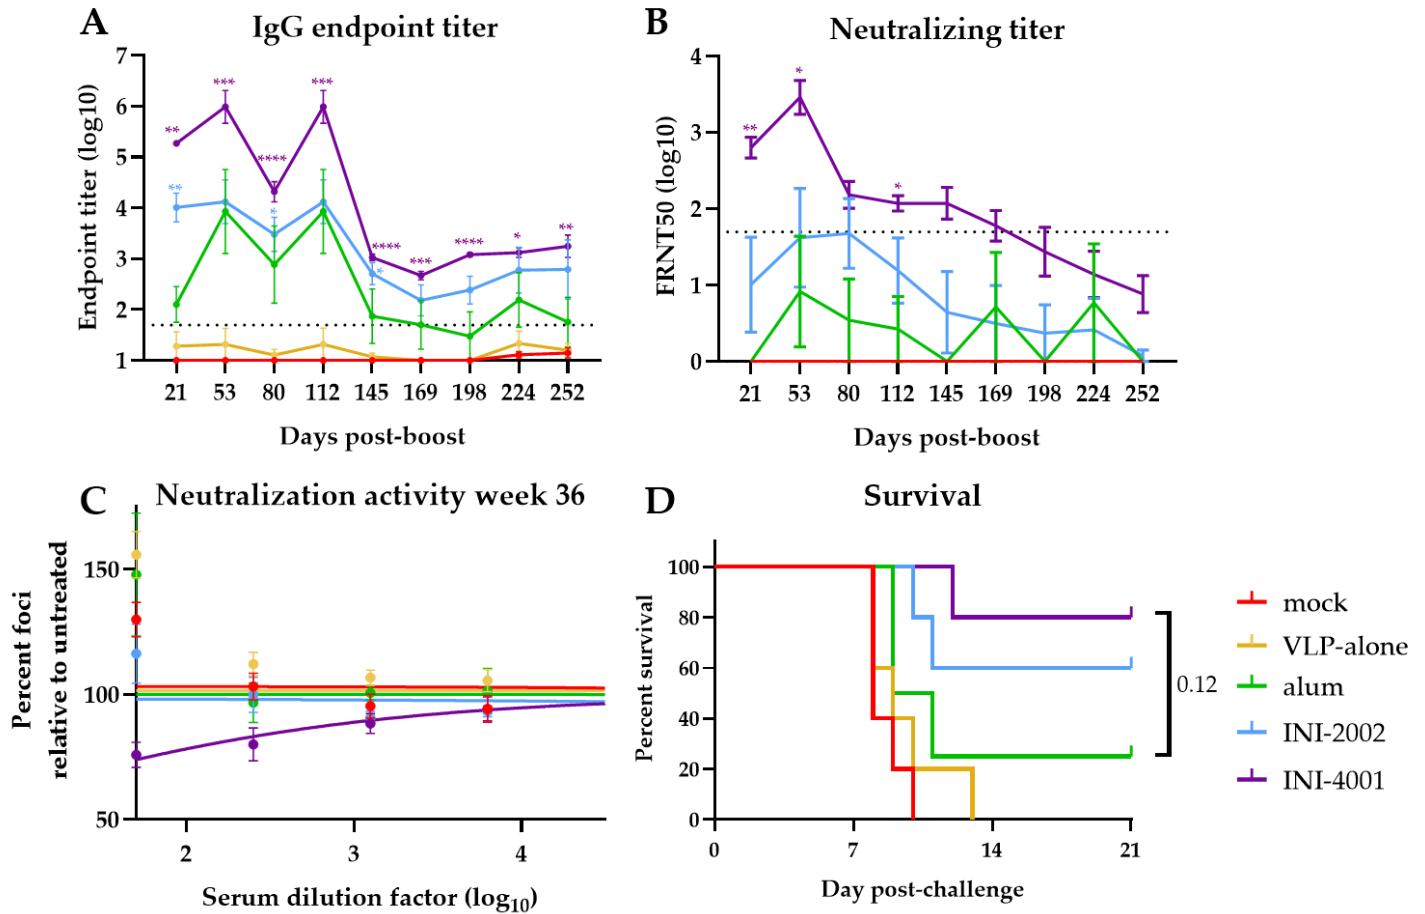 A
IgG endpoint titer
Endpoint titer (log10)
7
6
5
4
3
2
1
**
***
****
***
****
***
****
*
**
**
*
*
21 53 80 112 145 169 198 224 252
Days post-boost
B
Neutralizing titer
FRNT50 (log10)
4
3
2
1
0
**
*
*
21 53 80 112 145 169 198 224 252
Days post-boost
C
Neutralization activity week 36
Percent foci
relative to untreated
150
100
50
2 3 4
Serum dilution factor (log10)
D
Survival
Percent survival
100
80
60
40
20
0
0 7 14 21
Day post-challenge
0.12
mock
VLP-alone
alum
INI-2002
INI-4001